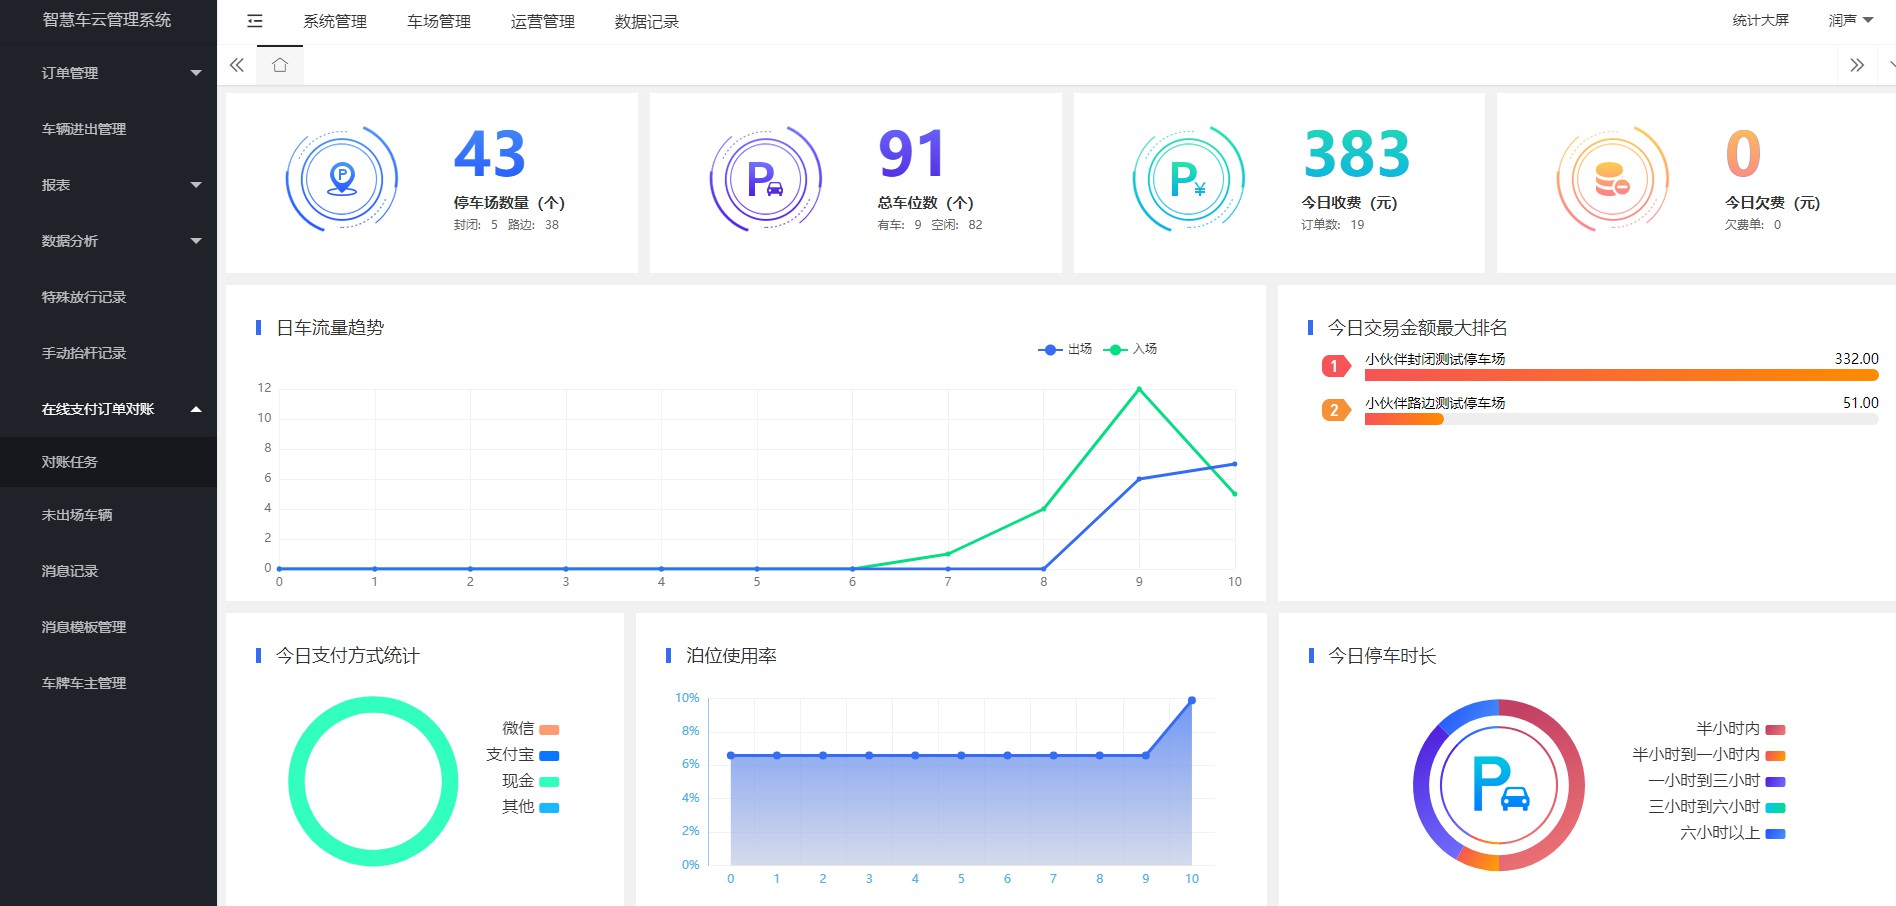 智慧车云管理系统
系统管理 车场管理 运营管理 数据记录
统计大屏 润声
订单管理
车辆进出管理
报表
数据分析
特殊放行记录
手动抬杆记录
在线支付订单对账
对账任务
未出场车辆
消息记录
消息模板管理
车牌车主管理
P
43
停车场数量（个）
封闭: 5 路边: 38
P
91
总车位数（个）
有车: 9 空闲: 82
P¥
383
今日收费（元）
订单数: 19
0
今日欠费（元）
欠费单: 0
日车流量趋势
出场 入场
12
10
8
6
4
2
0
0 1 2 3 4 5 6 7 8 9 10
今日交易金额最大排名
1 小伙伴封闭测试停车场 332.00
2 小伙伴路边测试停车场 51.00
今日支付方式统计
微信
支付宝
现金
其他
泊位使用率
10%
8%
6%
4%
2%
0%
0 1 2 3 4 5 6 7 8 9 10
今日停车时长
P
半小时内
半小时到一小时内
一小时到三小时
三小时到六小时
六小时以上